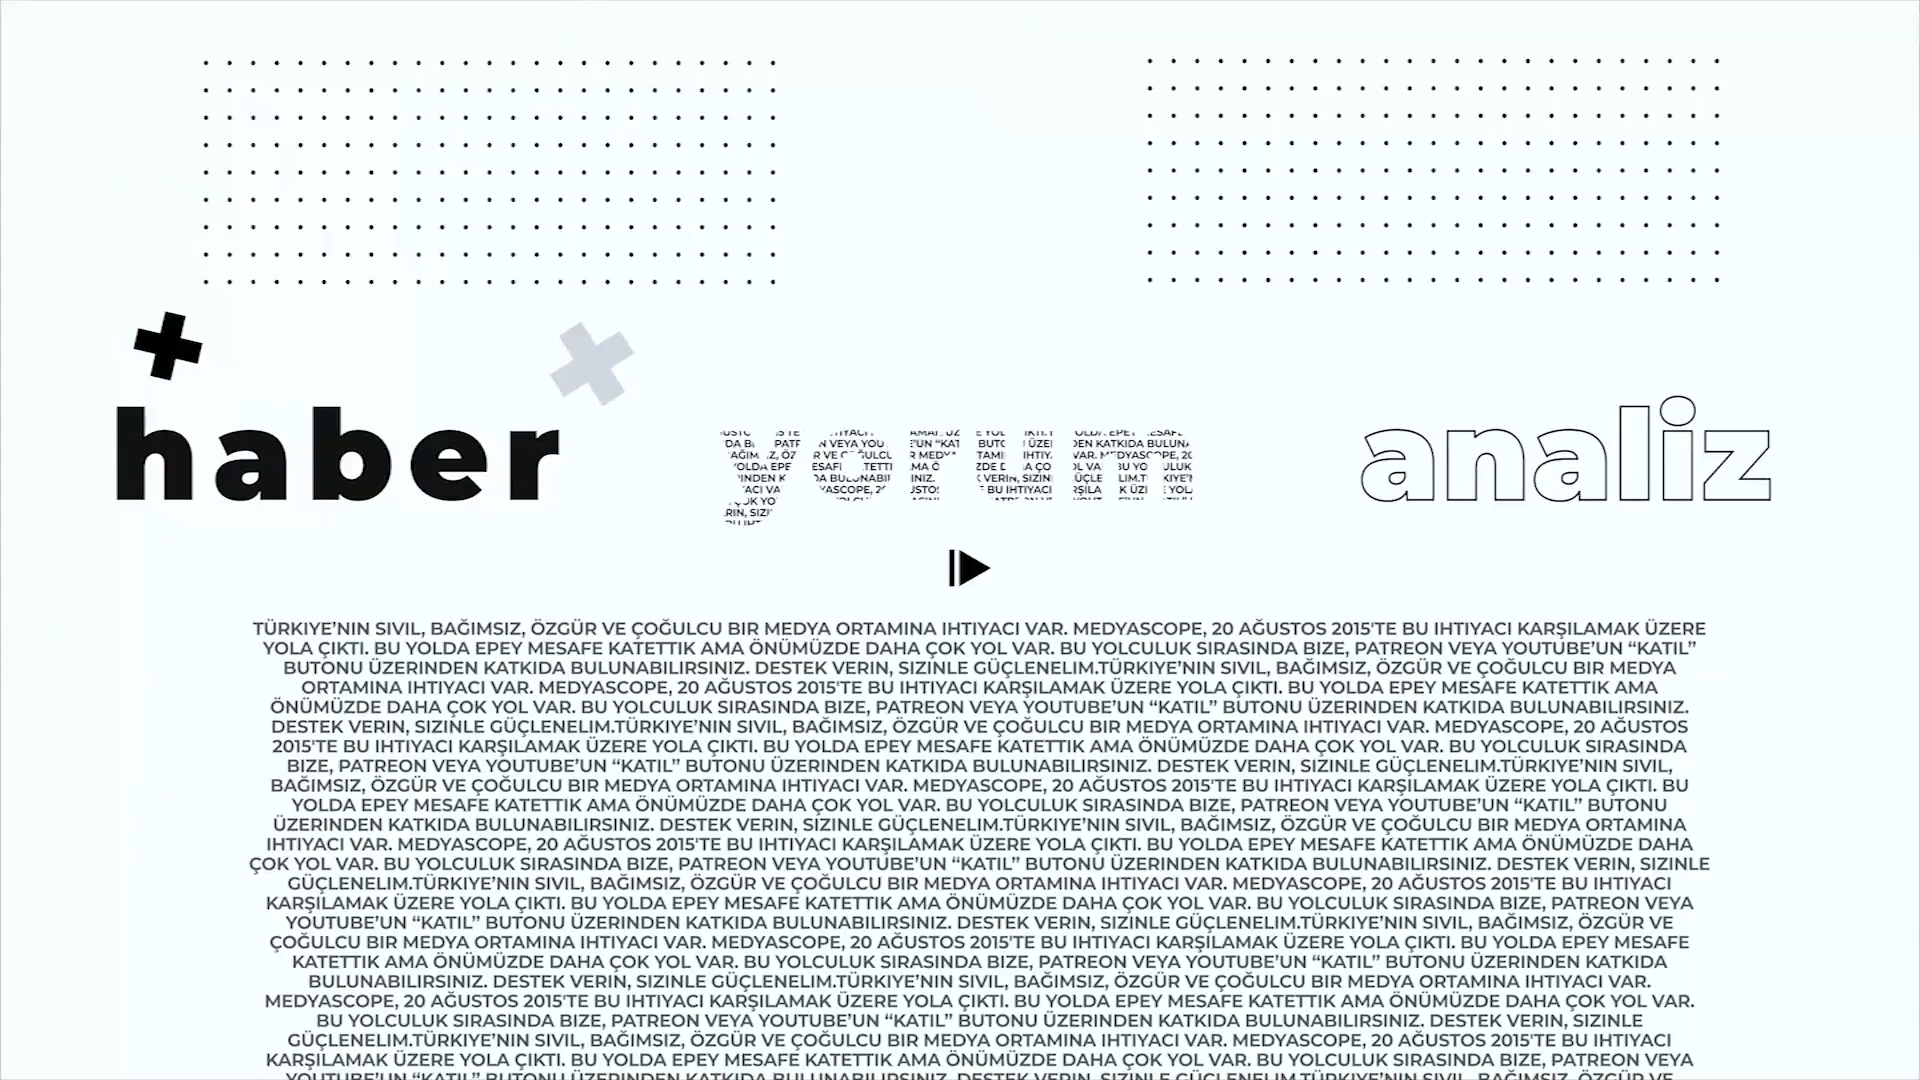 haber yorum analiz
TÜRKIYE’NIN SIVIL, BAĞIMSIZ, ÖZGÜR VE ÇOĞULCU BIR MEDYA ORTAMINA IHTIYACI VAR. MEDYASCOPE, 20 AĞUSTOS 2015'TE BU IHTIYACI KARŞILAMAK ÜZERE
YOLA ÇIKTI. BU YOLDA EPEY MESAFE KATETTIK AMA ÖNÜMÜZDE DAHA ÇOK YOL VAR. BU YOLCULUK SIRASINDA BIZE, PATREON VEYA YOUTUBE’UN “KATIL”
BUTONU ÜZERINDEN KATKIDA BULUNABILIRSINIZ. DESTEK VERIN, SIZINLE GÜÇLENELIM.TÜRKIYE’NIN SIVIL, BAĞIMSIZ, ÖZGÜR VE ÇOĞULCU BIR MEDYA
ORTAMINA IHTIYACI VAR. MEDYASCOPE, 20 AĞUSTOS 2015'TE BU IHTIYACI KARŞILAMAK ÜZERE YOLA ÇIKTI. BU YOLDA EPEY MESAFE KATETTIK AMA
ÖNÜMÜZDE DAHA ÇOK YOL VAR. BU YOLCULUK SIRASINDA BIZE, PATREON VEYA YOUTUBE’UN “KATIL” BUTONU ÜZERINDEN KATKIDA BULUNABILIRSINIZ.
DESTEK VERIN, SIZINLE GÜÇLENELIM.TÜRKIYE’NIN SIVIL, BAĞIMSIZ, ÖZGÜR VE ÇOĞULCU BIR MEDYA ORTAMINA IHTIYACI VAR. MEDYASCOPE, 20 AĞUSTOS
2015'TE BU IHTIYACI KARŞILAMAK ÜZERE YOLA ÇIKTI. BU YOLDA EPEY MESAFE KATETTIK AMA ÖNÜMÜZDE DAHA ÇOK YOL VAR. BU YOLCULUK SIRASINDA
BIZE, PATREON VEYA YOUTUBE’UN “KATIL” BUTONU ÜZERINDEN KATKIDA BULUNABILIRSINIZ. DESTEK VERIN, SIZINLE GÜÇLENELIM.TÜRKIYE’NIN SIVIL,
BAĞIMSIZ, ÖZGÜR VE ÇOĞULCU BIR MEDYA ORTAMINA IHTIYACI VAR. MEDYASCOPE, 20 AĞUSTOS 2015'TE BU IHTIYACI KARŞILAMAK ÜZERE YOLA ÇIKTI. BU
YOLDA EPEY MESAFE KATETTIK AMA ÖNÜMÜZDE DAHA ÇOK YOL VAR. BU YOLCULUK SIRASINDA BIZE, PATREON VEYA YOUTUBE’UN “KATIL” BUTONU
ÜZERINDEN KATKIDA BULUNABILIRSINIZ. DESTEK VERIN, SIZINLE GÜÇLENELIM.TÜRKIYE’NIN SIVIL, BAĞIMSIZ, ÖZGÜR VE ÇOĞULCU BIR MEDYA ORTAMINA
IHTIYACI VAR. MEDYASCOPE, 20 AĞUSTOS 2015'TE BU IHTIYACI KARŞILAMAK ÜZERE YOLA ÇIKTI. BU YOLDA EPEY MESAFE KATETTIK AMA ÖNÜMÜZDE DAHA
ÇOK YOL VAR. BU YOLCULUK SIRASINDA BIZE, PATREON VEYA YOUTUBE’UN “KATIL” BUTONU ÜZERINDEN KATKIDA BULUNABILIRSINIZ. DESTEK VERIN, SIZINLE
GÜÇLENELIM.TÜRKIYE’NIN SIVIL, BAĞIMSIZ, ÖZGÜR VE ÇOĞULCU BIR MEDYA ORTAMINA IHTIYACI VAR. MEDYASCOPE, 20 AĞUSTOS 2015'TE BU IHTIYACI
KARŞILAMAK ÜZERE YOLA ÇIKTI. BU YOLDA EPEY MESAFE KATETTIK AMA ÖNÜMÜZDE DAHA ÇOK YOL VAR. BU YOLCULUK SIRASINDA BIZE, PATREON VEYA
YOUTUBE’UN “KATIL” BUTONU ÜZERINDEN KATKIDA BULUNABILIRSINIZ. DESTEK VERIN, SIZINLE GÜÇLENELIM.TÜRKIYE’NIN SIVIL, BAĞIMSIZ, ÖZGÜR VE
ÇOĞULCU BIR MEDYA ORTAMINA IHTIYACI VAR. MEDYASCOPE, 20 AĞUSTOS 2015'TE BU IHTIYACI KARŞILAMAK ÜZERE YOLA ÇIKTI. BU YOLDA EPEY MESAFE
KATETTIK AMA ÖNÜMÜZDE DAHA ÇOK YOL VAR. BU YOLCULUK SIRASINDA BIZE, PATREON VEYA YOUTUBE’UN “KATIL” BUTONU ÜZERINDEN KATKIDA
BULUNABILIRSINIZ. DESTEK VERIN, SIZINLE GÜÇLENELIM.TÜRKIYE’NIN SIVIL, BAĞIMSIZ, ÖZGÜR VE ÇOĞULCU BIR MEDYA ORTAMINA IHTIYACI VAR.
MEDYASCOPE, 20 AĞUSTOS 2015'TE BU IHTIYACI KARŞILAMAK ÜZERE YOLA ÇIKTI. BU YOLDA EPEY MESAFE KATETTIK AMA ÖNÜMÜZDE DAHA ÇOK YOL VAR.
BU YOLCULUK SIRASINDA BIZE, PATREON VEYA YOUTUBE’UN “KATIL” BUTONU ÜZERINDEN KATKIDA BULUNABILIRSINIZ. DESTEK VERIN, SIZINLE
GÜÇLENELIM.TÜRKIYE’NIN SIVIL, BAĞIMSIZ, ÖZGÜR VE ÇOĞULCU BIR MEDYA ORTAMINA IHTIYACI VAR. MEDYASCOPE, 20 AĞUSTOS 2015'TE BU IHTIYACI
KARŞILAMAK ÜZERE YOLA ÇIKTI. BU YOLDA EPEY MESAFE KATETTIK AMA ÖNÜMÜZDE DAHA ÇOK YOL VAR. BU YOLCULUK SIRASINDA BIZE, PATREON VEYA
YOUTUBE’UN “KATIL” BUTONU ÜZERINDEN KATKIDA BULUNABILIRSINIZ. DESTEK VERIN, SIZINLE GÜÇLENELIM.TÜRKIYE’NIN SIVIL, BAĞIMSIZ, ÖZGÜR VE